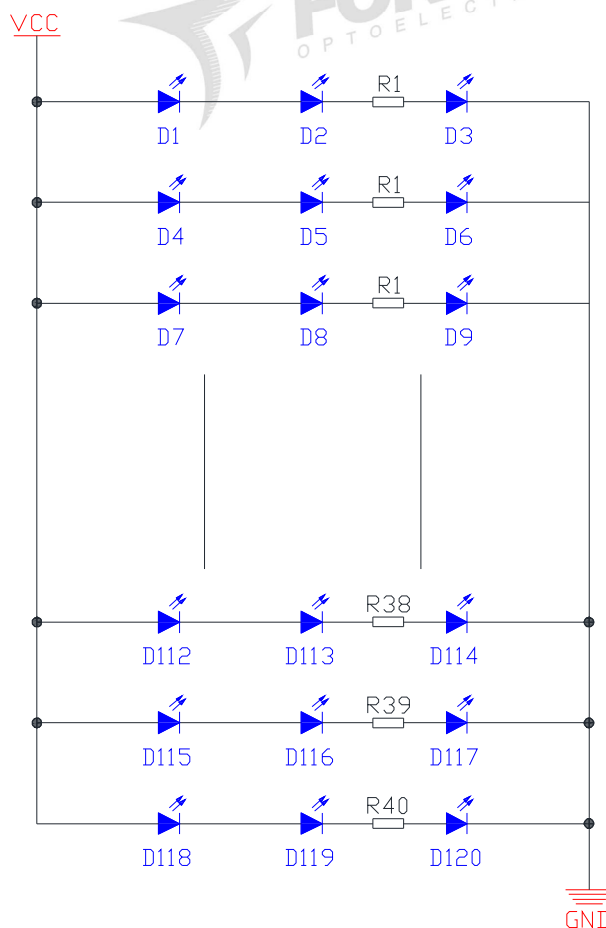 VCC
OPTOELECT
R1
D1 D2 D3
R1
D4 D5 D6
R1
D7 D8 D9
R38
D112 D113 D114
R39
D115 D116 D117
R40
D118 D119 D120